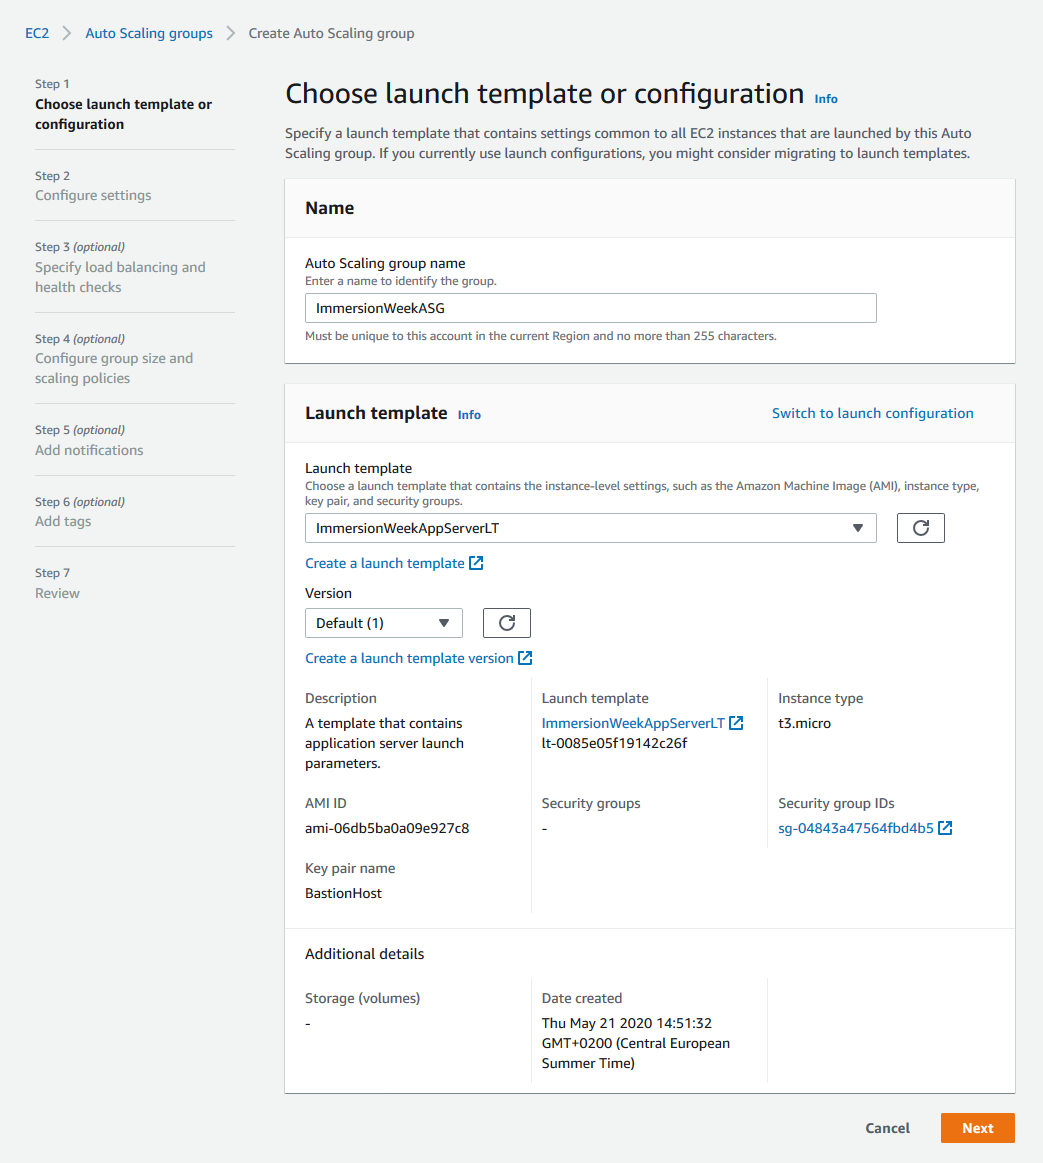 EC2 > Auto Scaling groups > Create Auto Scaling group
Step 1
Choose launch template or
configuration
Step 2
Configure settings
Step 3 (optional)
Specify load balancing and
health checks
Step 4 (optional)
Configure group size and
scaling policies
Step 5 (optional)
Add notifications
Step 6 (optional)
Add tags
Step 7
Review
Choose launch template or configuration Info
Specify a launch template that contains settings common to all EC2 instances that are launched by this Auto
Scaling group. If you currently use launch configurations, you might consider migrating to launch templates.
Name
Auto Scaling group name
Enter a name to identify the group.
ImmersionWeekASG
Must be unique to this account in the current Region and no more than 255 characters.
Launch template Info
Switch to launch configuration
Launch template
Choose a launch template that contains the instance-level settings, such as the Amazon Machine Image (AMI), instance type,
key pair, and security groups.
ImmersionWeekAppServerLT
Create a launch template
Version
Default (1)
Create a launch template version
Description
A template that contains
application server launch
parameters.
Launch template
ImmersionWeekAppServerLT
lt-0085e05f19142c26f
Instance type
t3.micro
AMI ID
ami-06db5ba0a09e927c8
Security groups
-
Security group IDs
sg-04843a47564fbd4b5
Key pair name
BastionHost
Additional details
Storage (volumes)
-
Date created
Thu May 21 2020 14:51:32
GMT+0200 (Central European
Summer Time)
Cancel
Next